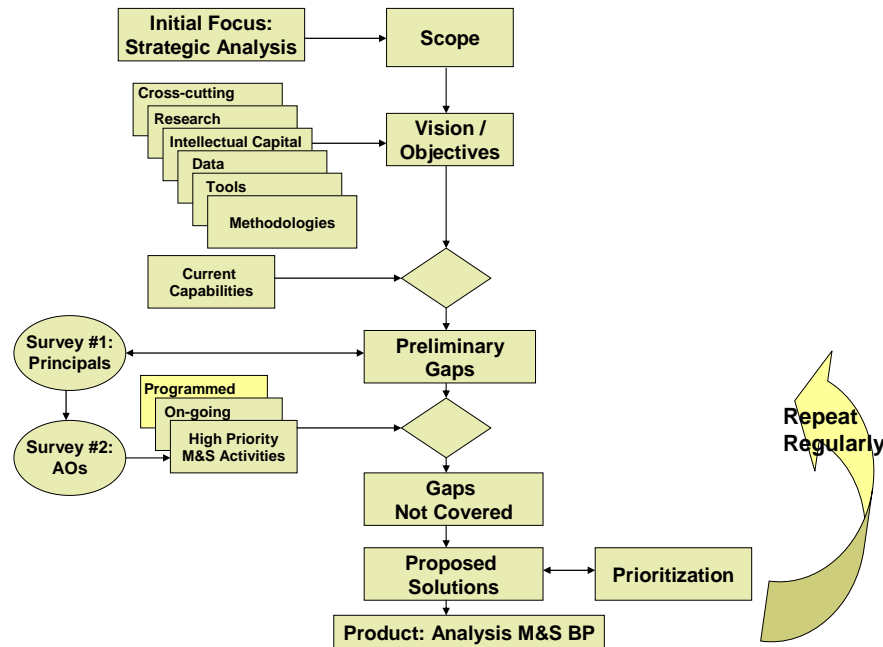 Initial Focus:
Strategic Analysis
Scope
Cross-cutting
Research
Intellectual Capital
Data
Tools
Methodologies
Vision /
Objectives
Current
Capabilities
Survey #1:
Principals
Preliminary
Gaps
Programmed
On-going
High Priority
M&S Activities
Survey #2:
AOs
Repeat
Regularly
Gaps
Not Covered
Proposed
Solutions
Prioritization
Product: Analysis M&S BP